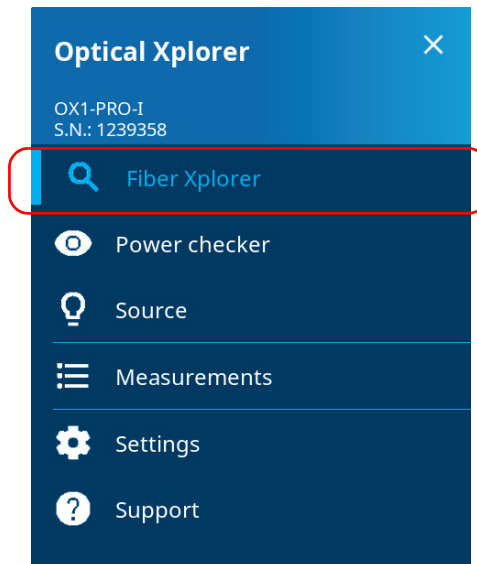 Optical Xplorer
OX1-PRO-I
S.N.: 1239358
Fiber Xplorer
Power checker
Source
Measurements
Settings
Support